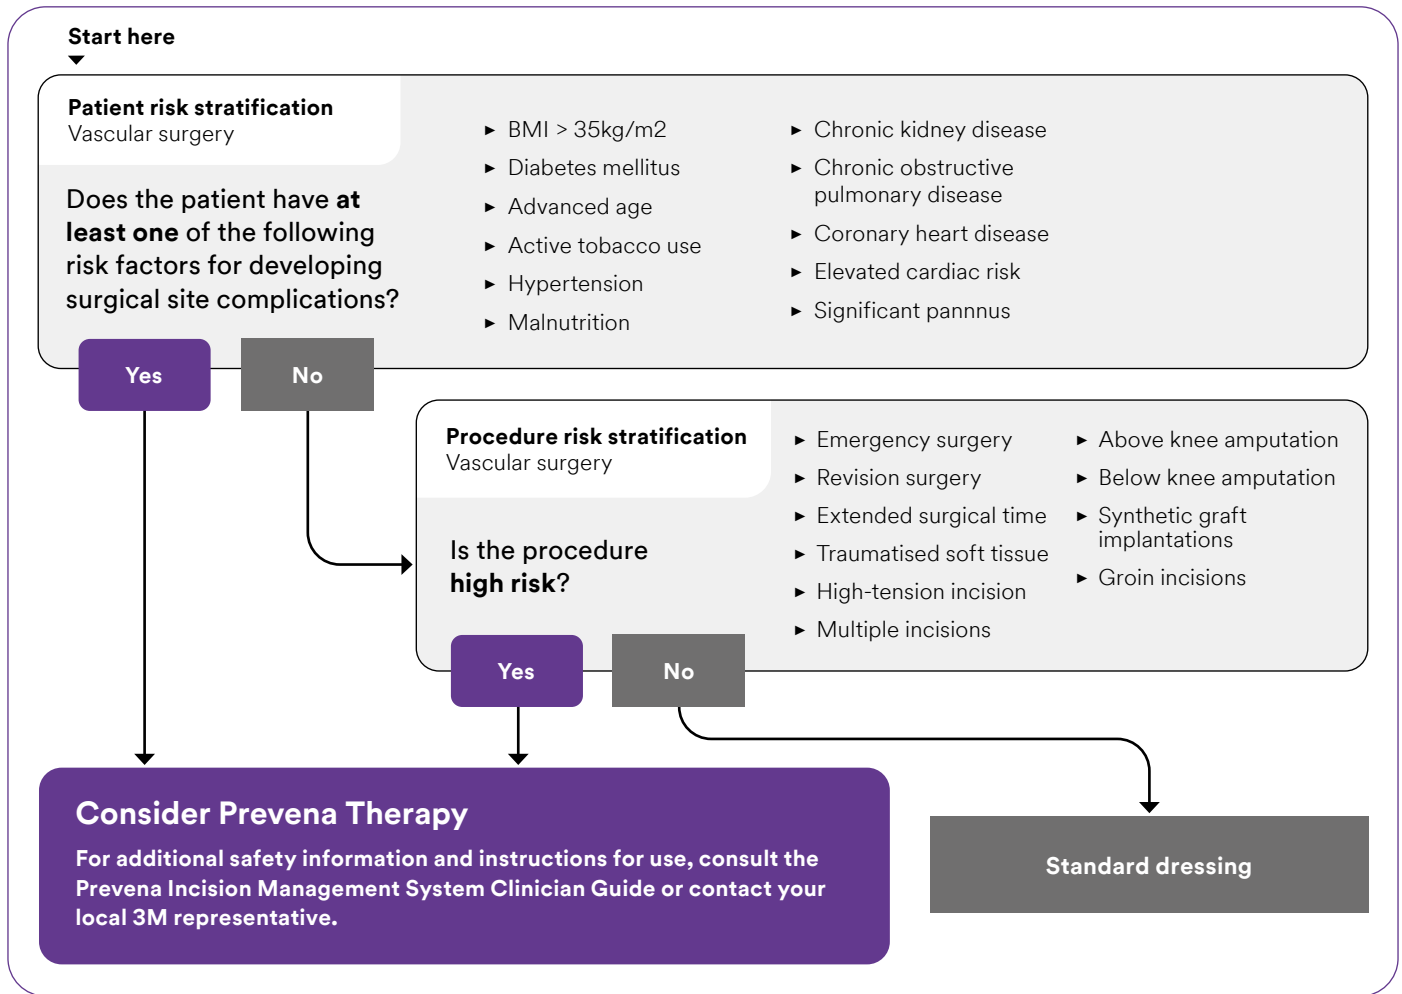 Start here
Patient risk stratification
Vascular surgery
Does the patient have at
least one of the following
risk factors for developing
surgical site complications?
► BMI > 35kg/m2
► Diabetes mellitus
► Advanced age
► Active tobacco use
► Hypertension
► Malnutrition
► Chronic kidney disease
► Chronic obstructive
pulmonary disease
► Coronary heart disease
► Elevated cardiac risk
► Significant pannnus
Yes
No
Procedure risk stratification
Vascular surgery
Is the procedure
high risk?
► Emergency surgery
► Revision surgery
► Extended surgical time
► Traumatised soft tissue
► High-tension incision
► Multiple incisions
► Above knee amputation
► Below knee amputation
► Synthetic graft
implantations
► Groin incisions
Yes
No
Consider Prevena Therapy
For additional safety information and instructions for use, consult the
Prevena Incision Management System Clinician Guide or contact your
local 3M representative.
Standard dressing